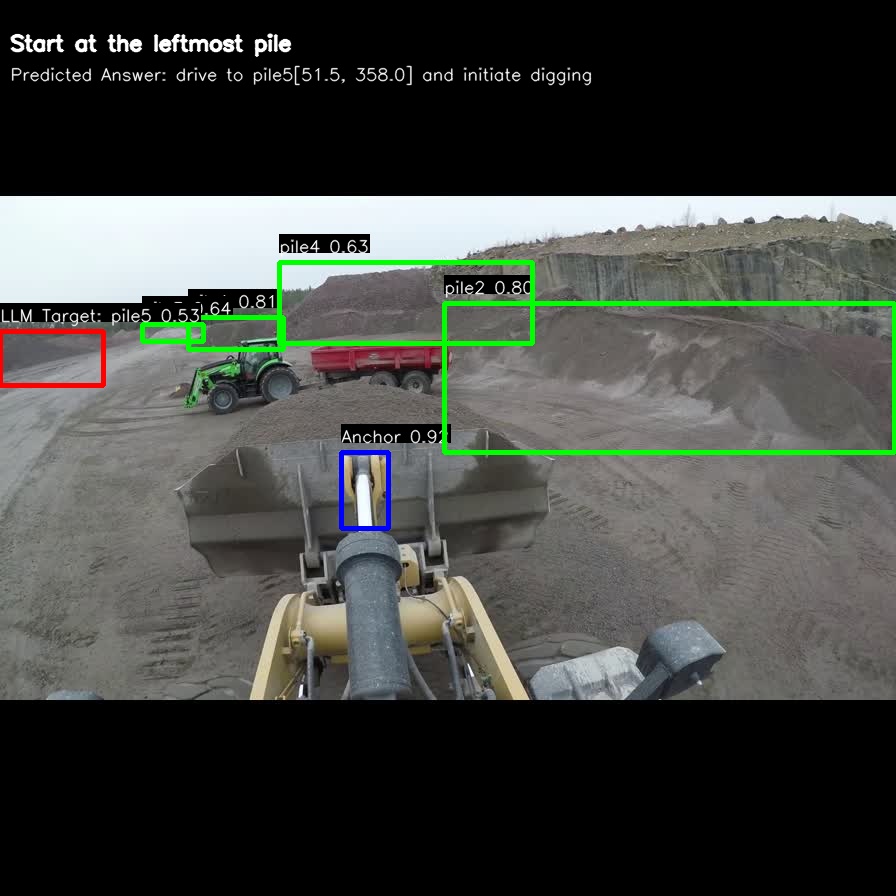 Start at the leftmost pile
Predicted Answer: drive to pile5[51.5, 358.0] and initiate digging
pile4 0.63
pile2 0.80
0.81
.64
LLM Target: pile5 0.53
Anchor 0.92